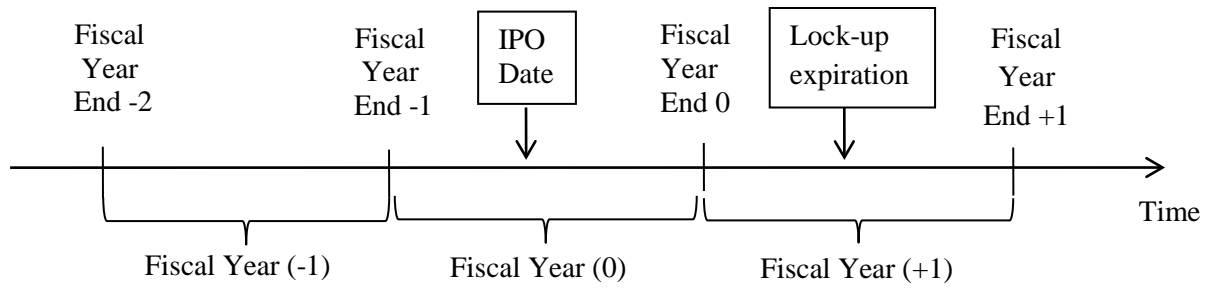 Fiscal
Year
End -2
Fiscal
Year
End -1
IPO
Date
Fiscal
Year
End 0
Lock-up
expiration
Fiscal
Year
End +1
Time
Fiscal Year (-1)
Fiscal Year (0)
Fiscal Year (+1)